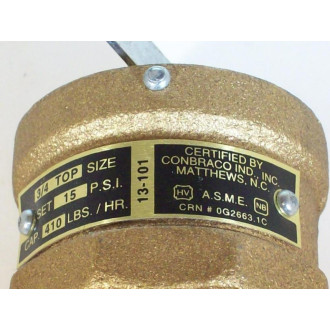 3/4 TOP SIZE
SET 15 P.S.I.
CAP. 410 LBS. / HR.
13-101
CERTIFIED BY
CONBRACO IND., INC.
MATTHEWS, N.C.
HV A.S.M.E. NB
CRN # 0G2663.1C